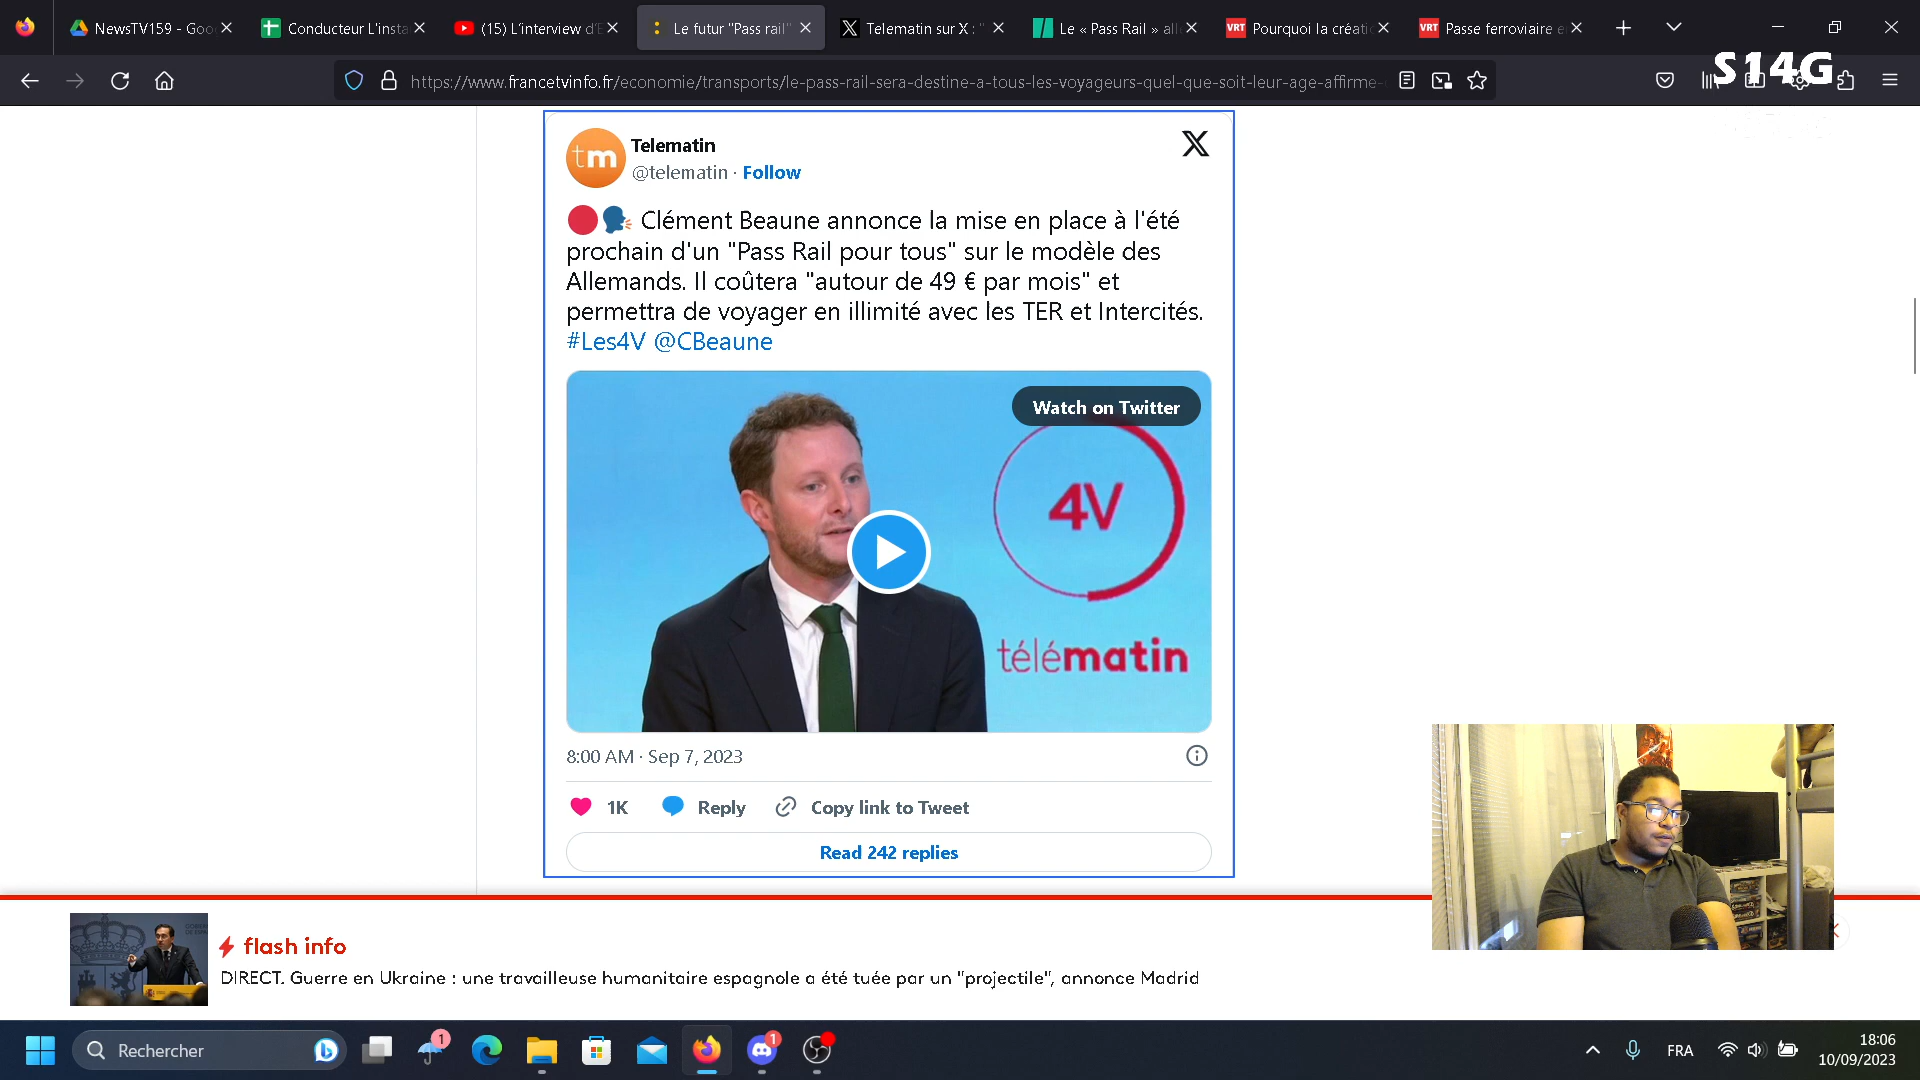 NewsTV159 - Goo
Conducteur L'insta
(15) L'interview d'E
Le futur "Pass rail"
Telematin sur X : "
Le « Pass Rail » all
VRT
Pourquoi la créati
VRT
Passe ferroviaire e
https://www.francetvinfo.fr/economie/transports/le-pass-rail-sera-destine-a-tous-les-voyageurs-quel-que-soit-leur-age-affirme-
S14G
tm
Telematin
@telematin · Follow
🔴🗣️ Clément Beaune annonce la mise en place à l'été
prochain d'un "Pass Rail pour tous" sur le modèle des
Allemands. Il coûtera "autour de 49 € par mois" et
permettra de voyager en illimité avec les TER et Intercités.
#Les4V @CBeaune
Watch on Twitter
4V
télématin
8:00 AM · Sep 7, 2023
1K
Reply
Copy link to Tweet
Read 242 replies
flash info
DIRECT. Guerre en Ukraine : une travailleuse humanitaire espagnole a été tuée par un "projectile", annonce Madrid
Rechercher
1
1
FRA
18:06
10/09/2023